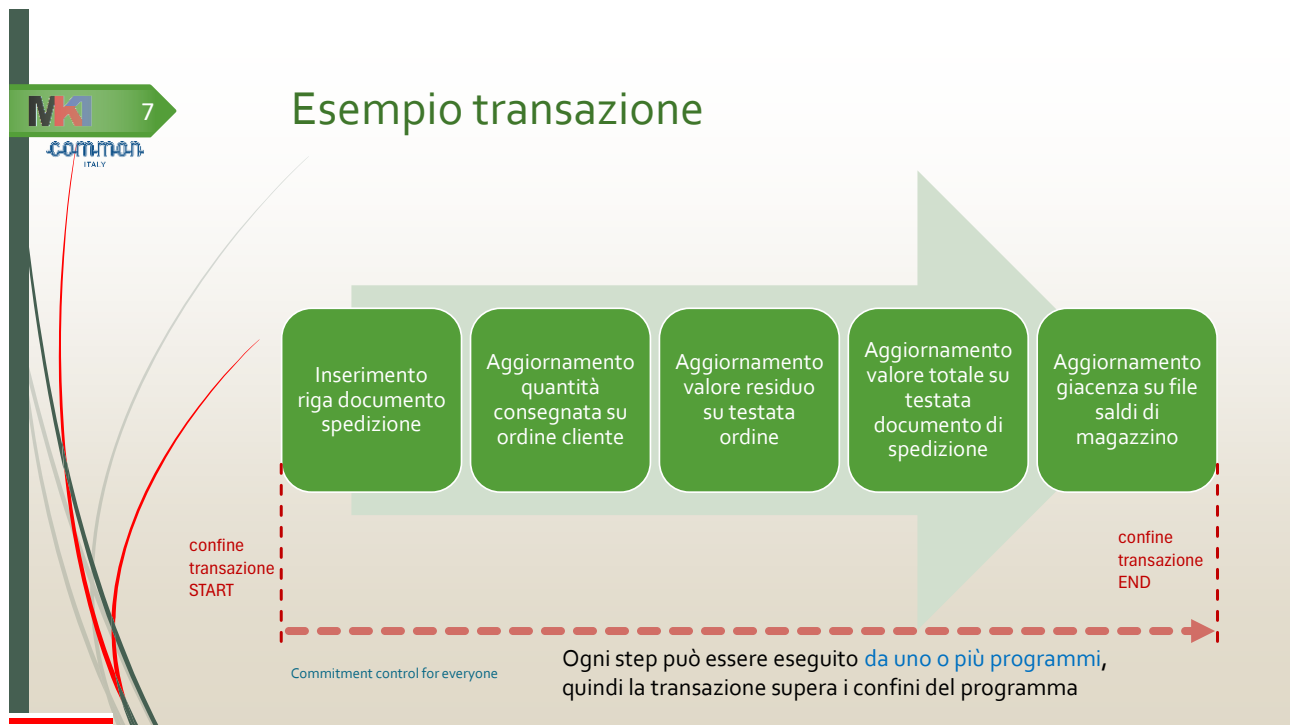 MK1
7
common
ITALY
Esempio transazione
Inserimento
riga documento
spedizione
Aggiornamento
quantità
consegnata su
ordine cliente
Aggiornamento
valore residuo
su testata
ordine
Aggiornamento
valore totale su
testata
documento di
spedizione
Aggiornamento
giacenza su file
saldi di
magazzino
confine
transazione
START
confine
transazione
END
Commitment control for everyone
Ogni step può essere eseguito da uno o più programmi,
quindi la transazione supera i confini del programma